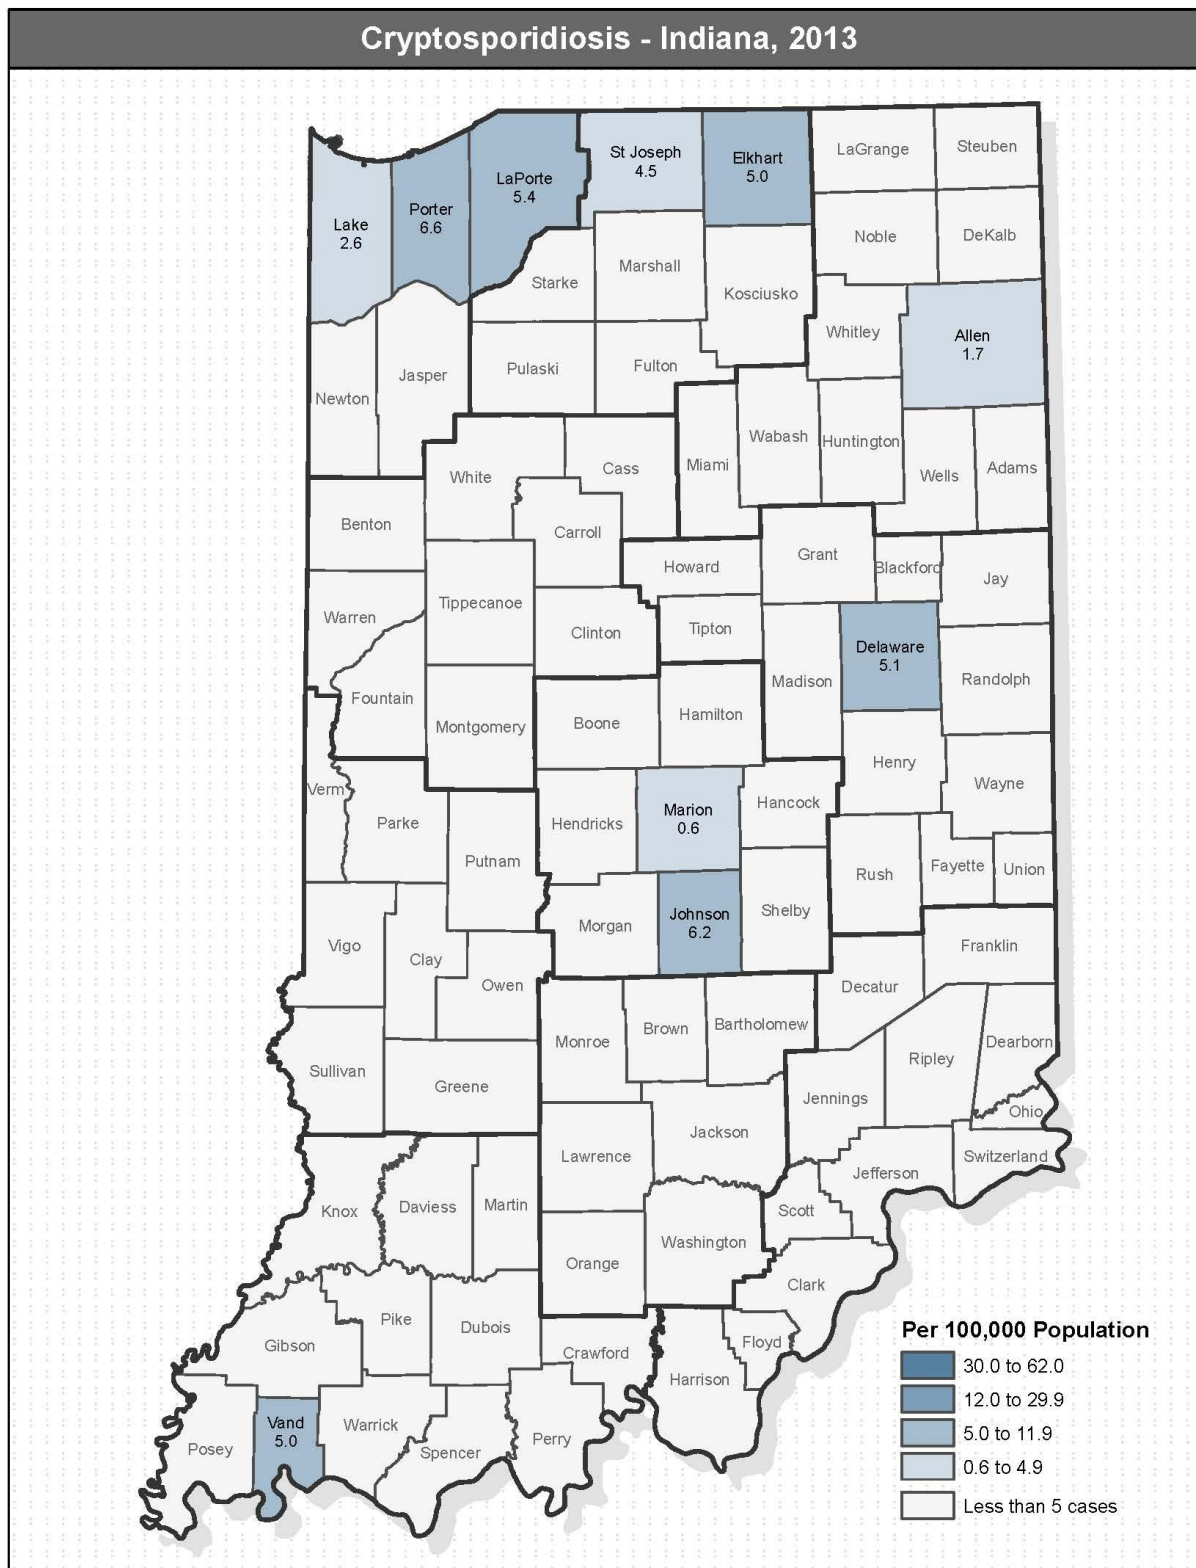 Cryptosporidiosis - Indiana, 2013
LaGrange
Steuben
St Joseph
4.5
Elkhart
5.0
LaPorte
5.4
Porter
6.6
Lake
2.6
Noble
DeKalb
Marshall
Starke
Kosciusko
Whitley
Allen
1.7
Pulaski
Fulton
Jasper
Newton
Wabash
Huntington
Miami
Cass
White
Wells
Adams
Benton
Carroll
Grant
Howard
Blackford
Jay
Tippecanoe
Warren
Clinton
Tipton
Delaware
5.1
Madison
Randolph
Fountain
Montgomery
Boone
Hamilton
Henry
Wayne
Verm
Parke
Hendricks
Marion
0.6
Hancock
Putnam
Rush
Fayette
Union
Morgan
Johnson
6.2
Shelby
Vigo
Clay
Franklin
Owen
Decatur
Monroe
Brown
Bartholomew
Dearborn
Ripley
Sullivan
Greene
Jennings
Ohio
Jackson
Lawrence
Switzerland
Jefferson
Knox
Daviess
Martin
Scott
Washington
Orange
Clark
Pike
Dubois
Gibson
Floyd
Crawford
Harrison
Vand
5.0
Warrick
Posey
Spencer
Perry
Per 100,000 Population
30.0 to 62.0
12.0 to 29.9
5.0 to 11.9
0.6 to 4.9
Less than 5 cases